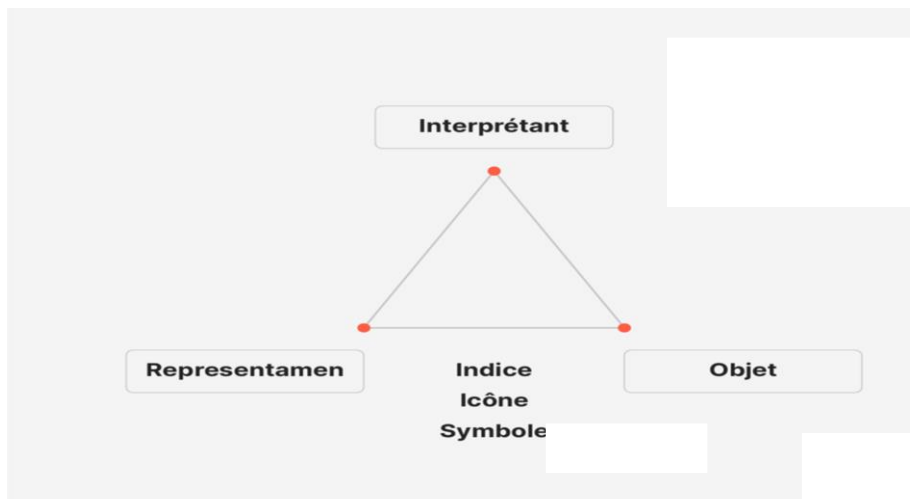 Interprétant
Representamen
Indice
Objet
Icône
Symbole